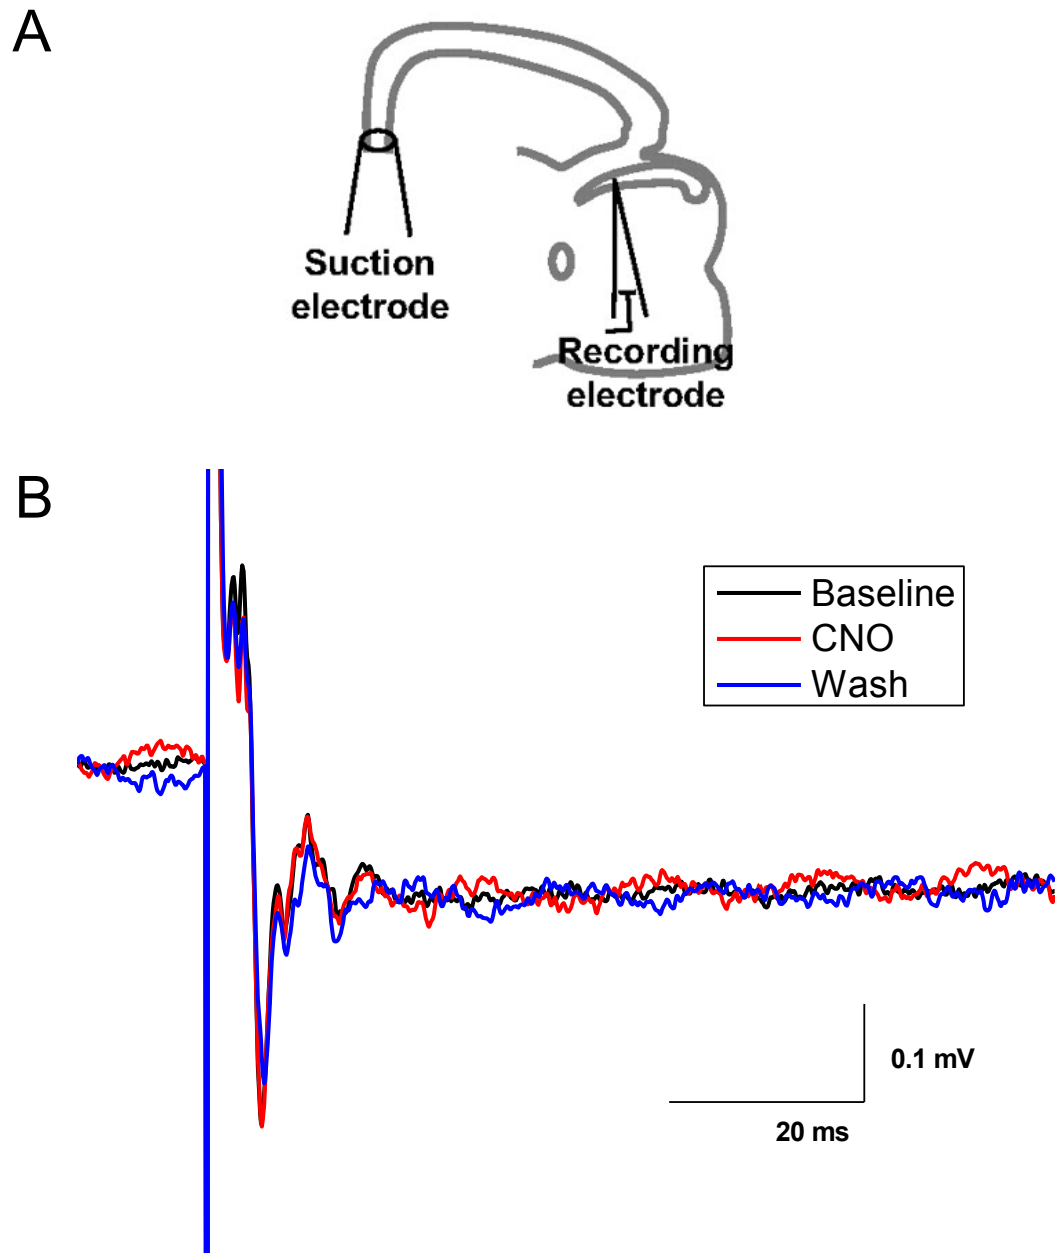 A
Suction
electrode
Recording
electrode
B
Baseline
CNO
Wash
0.1 mV
20 ms